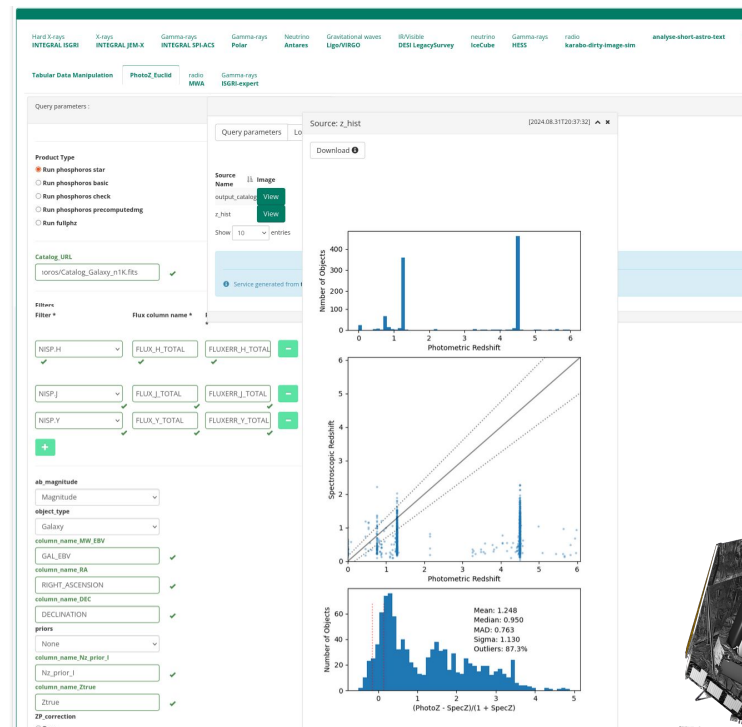 Hard X-rays X-rays Gamma-rays Gamma-rays Neutrino Gravitational waves IR/Visible neutrino Gamma-rays radio analyse-short-astro-text
INTEGRAL ISGRI INTEGRAL JEM-X INTEGRAL SPI-ACS Polar Antares Ligo/VIRGO DESI LegacySurvey IceCube HESS karabo-dirty-image-sim
Tabular Data Manipulation PhotoZ_Euclid radio Gamma-rays
MWA ISGRI-expert
Query parameters :
Product Type
Run phosphoros star
Run phosphoros basic
Run phosphoros check
Run phosphoros precomputedmg
Run fullphz
Catalog_URL
ioros/Catalog_Galaxy_n1K.fits
Filters
Filter * Flux column name *
*
NISP.H FLUX_H_TOTAL FLUXERR_H_TOTAL
NISP.J FLUX_J_TOTAL FLUXERR_J_TOTAL
NISP.Y FLUX_Y_TOTAL FLUXERR_Y_TOTAL
+
ab_magnitude
Magnitude
object_type
Galaxy
column_name_MW_EBV
GAL_EBV
column_name_RA
RIGHT_ASCENSION
column_name_DEC
DECLINATION
priors
None
column_name_Nz_prior_I
Nz_prior_I
column_name_Ztrue
Ztrue
ZP_correction
Query parameters Lo
Source Name Image
output_catalog View
z_hist View
Show 10 entries
Service generated from
Source: z_hist [2024.08.31T20:37:32]
Download
Nimber of Objects
400
300
200
100
0
0 1 2 3 4 5 6
Photometric Redshift
Spectroscopic Redshift
6
5
4
3
2
1
0
0 1 2 3 4 5 6
Photometric Redshift
Number of Objects
60
40
20
0
Mean: 1.248
Median: 0.950
MAD: 0.763
Sigma: 1.130
Outliers: 87.3%
0 1 2 3 4 5
(PhotoZ - SpecZ)/(1 + SpecZ)